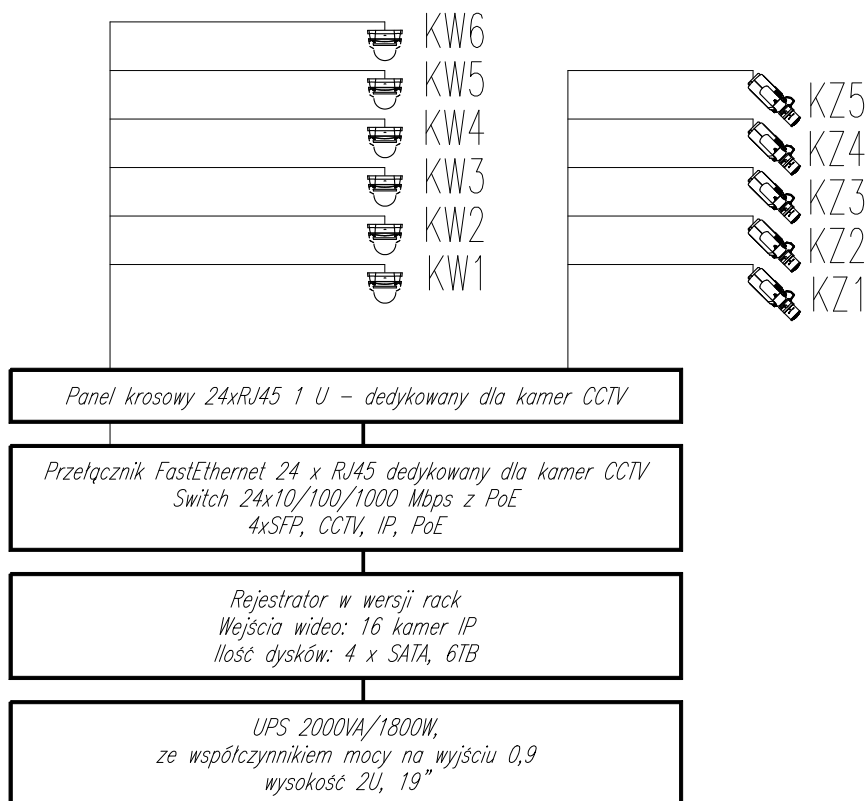 KW6
KW5
KW4
KW3
KW2
KW1
KZ5
KZ4
KZ3
KZ2
KZ1
Panel krosowy 24xRJ45 1 U – dedykowany dla kamer CCTV
Przełącznik FastEthernet 24 x RJ45 dedykowany dla kamer CCTV
Switch 24x10/100/1000 Mbps z PoE
4xSFP, CCTV, IP, PoE
Rejestrator w wersji rack
Wejścia wideo: 16 kamer IP
Ilość dysków: 4 x SATA, 6TB
UPS 2000VA/1800W,
ze współczynnikiem mocy na wyjściu 0,9
wysokość 2U, 19”